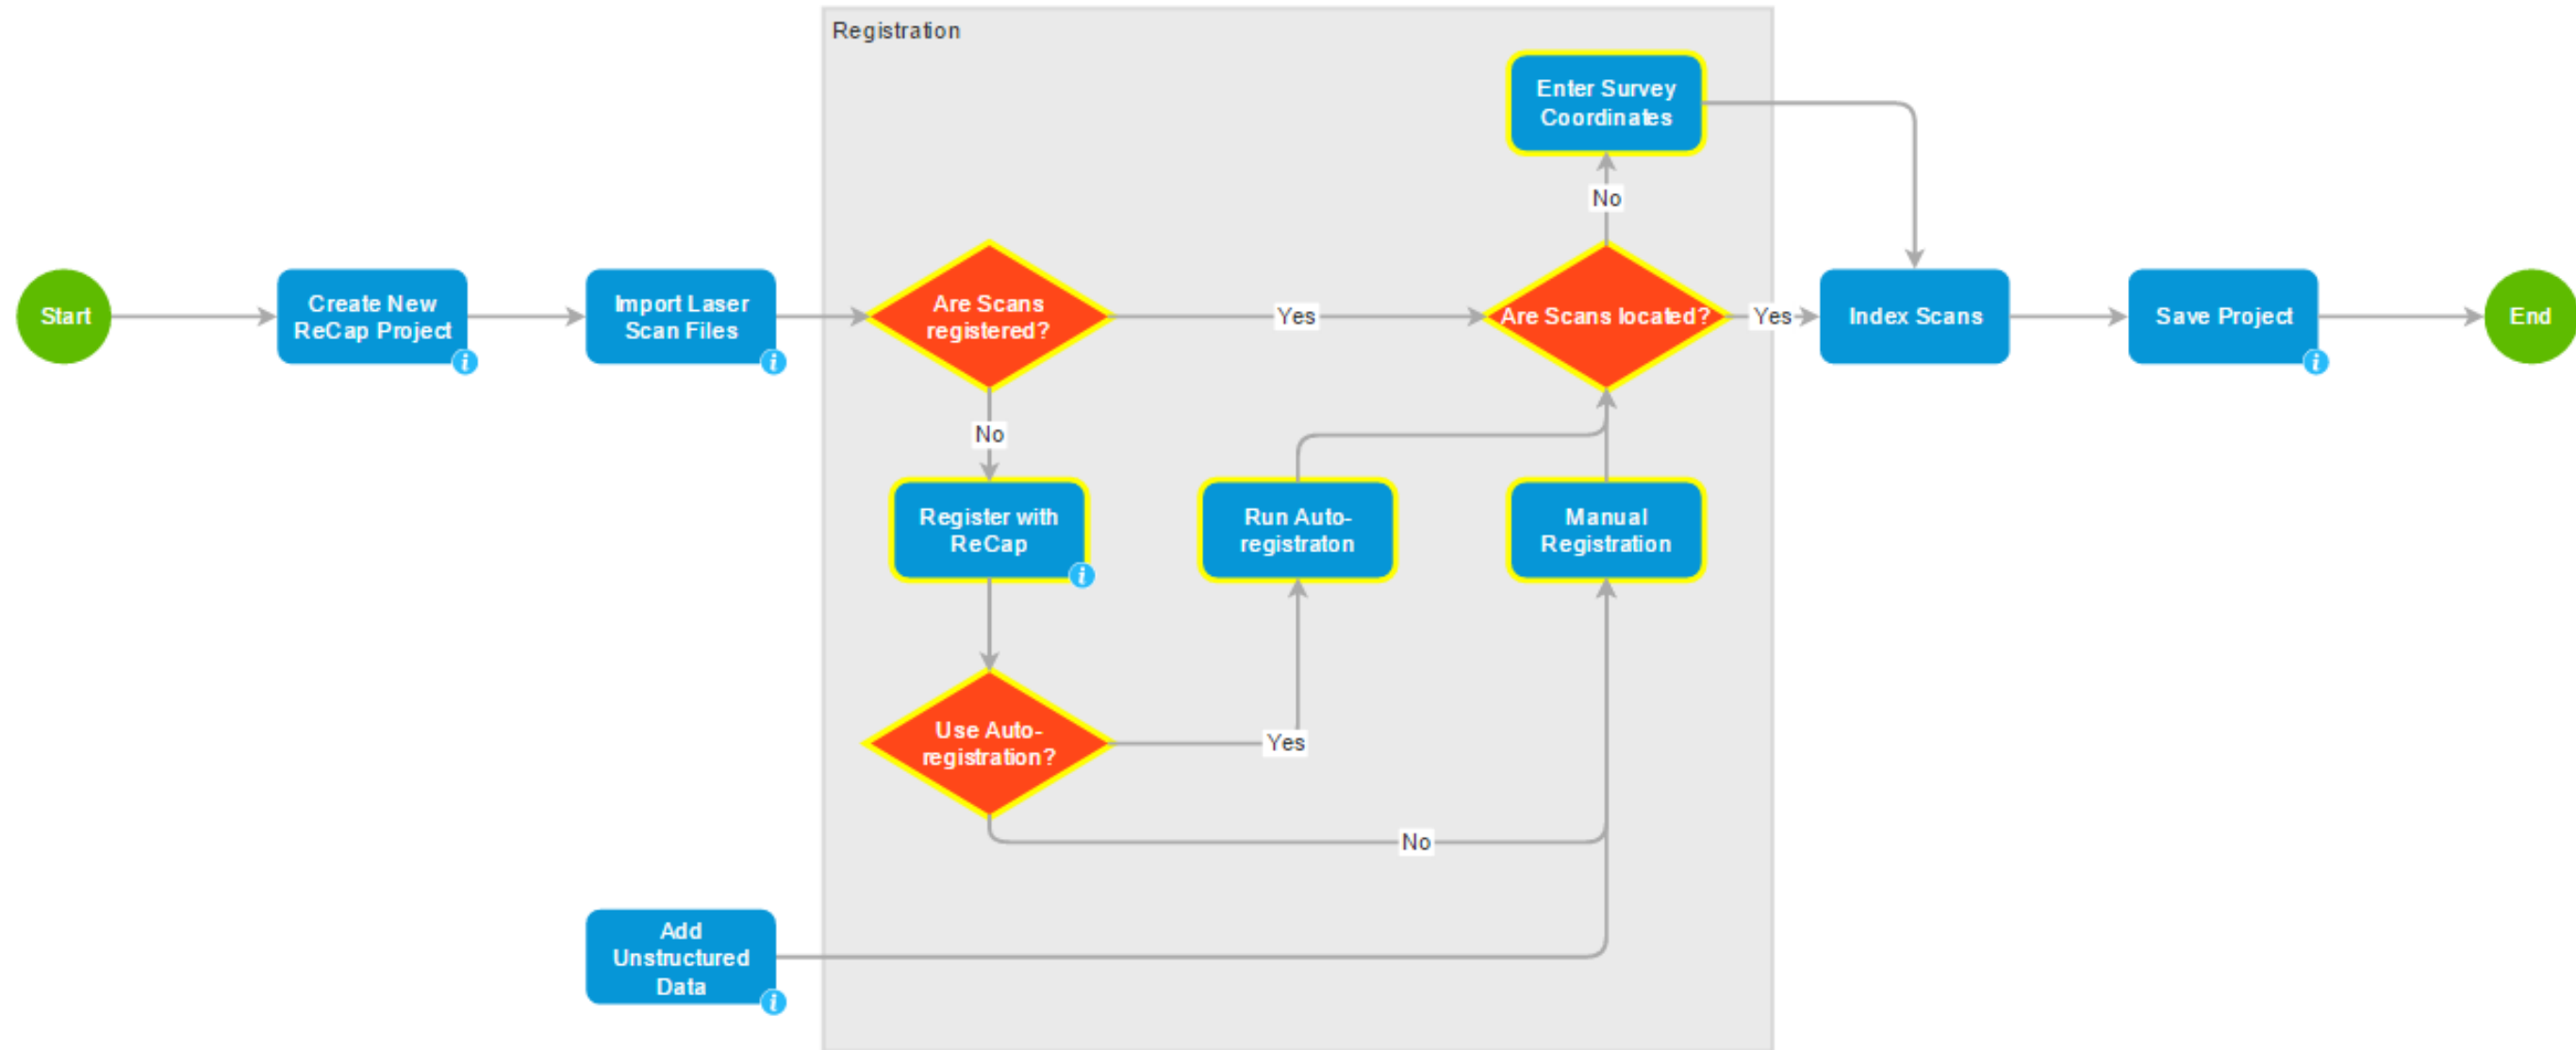 Registration
Enter Survey
Coordinates
No
Start
Create New
ReCap Project
i
Import Laser
Scan Files
i
Are Scans
registered?
Yes
Are Scans located?
Yes
Index Scans
Save Project
i
End
No
Register with
ReCap
i
Run Auto-
registraton
Manual
Registration
Use Auto-
registration?
Yes
No
Add
Unstructured
Data
i